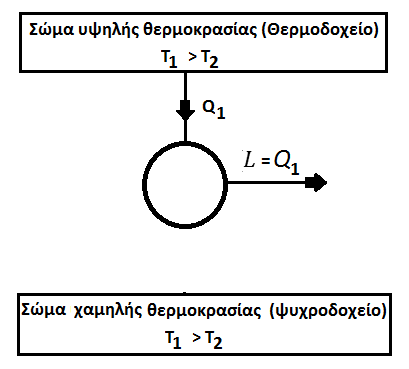 Σώμα υψηλής θερμοκρασίας (Θερμοδοχείο)
T1 > T2
Q1
L = Q1
Σώμα χαμηλής θερμοκρασίας (ψυχροδοχείο)
T1 > T2